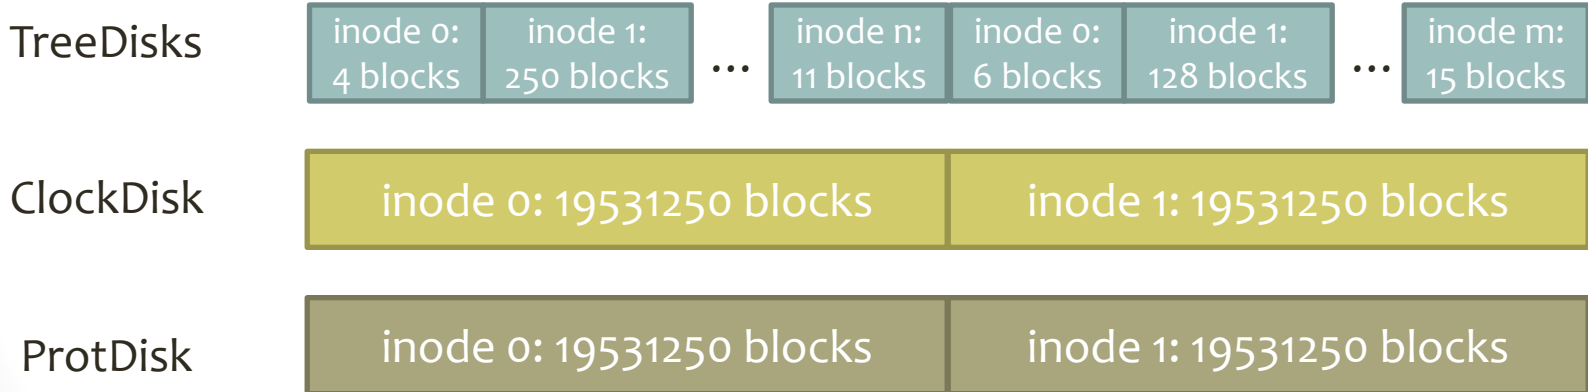 TreeDisks
inode 0:
4 blocks
inode 1:
250 blocks
...
inode n:
11 blocks
inode 0:
6 blocks
inode 1:
128 blocks
...
inode m:
15 blocks
ClockDisk
inode 0: 19531250 blocks
inode 1: 19531250 blocks
ProtDisk
inode 0: 19531250 blocks
inode 1: 19531250 blocks